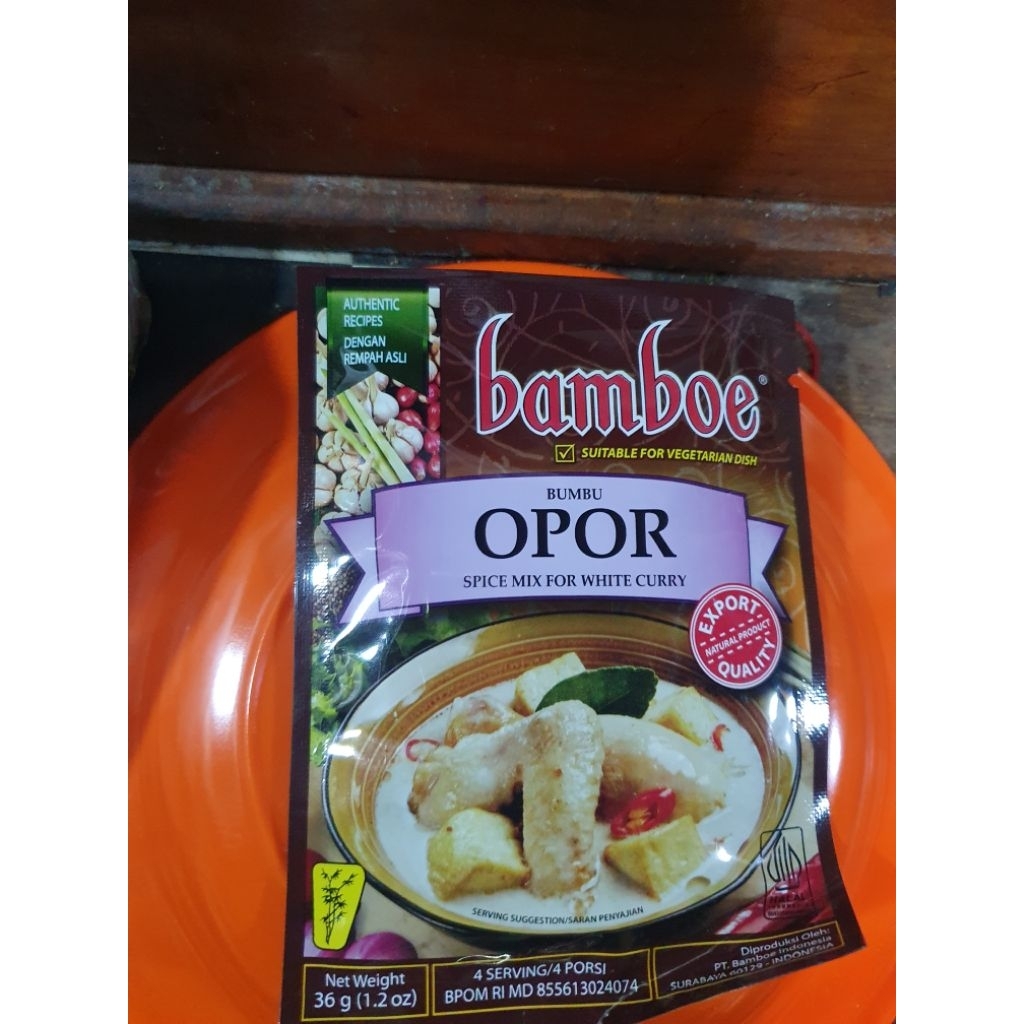 AUTHENTIC
RECIPES
DENGAN
REMPAH ASLI
bamboe®
SUITABLE FOR VEGETARIAN DISH
BUMBU
OPOR
SPICE MIX FOR WHITE CURRY
EXPORT
NATURAL PRODUCT
QUALITY
HALAL
INDONESIA
SERVING SUGGESTION/SARAN PENYAJIAN
Net Weight
36 g (1.2 oz)
4 SERVING/4 PORSI
BPOM RI MD 855613024074
Diproduksi Oleh:
PT. Bamboe Indonesia
SURABAYA 60129 - INDONESIA